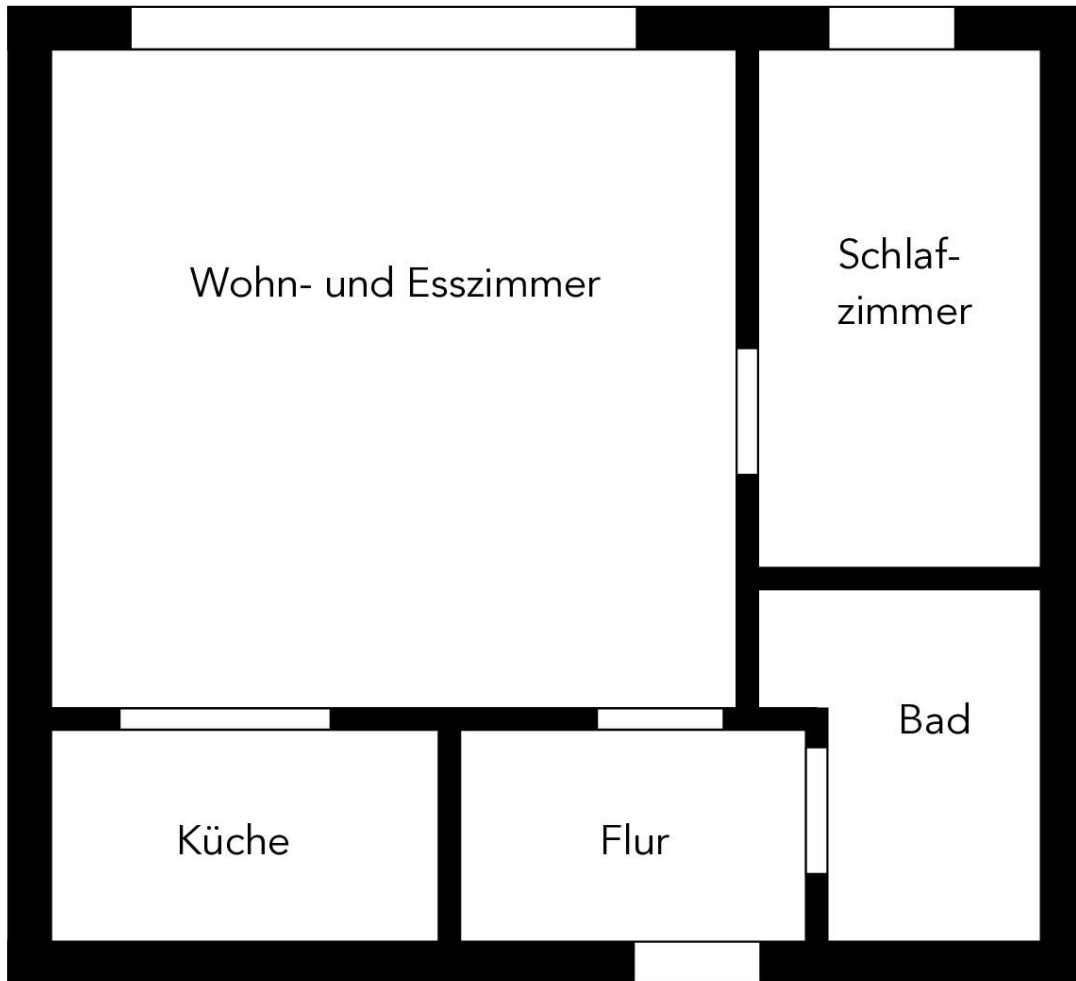 Wohn- und Esszimmer
Schlaf-
zimmer
Bad
Küche
Flur